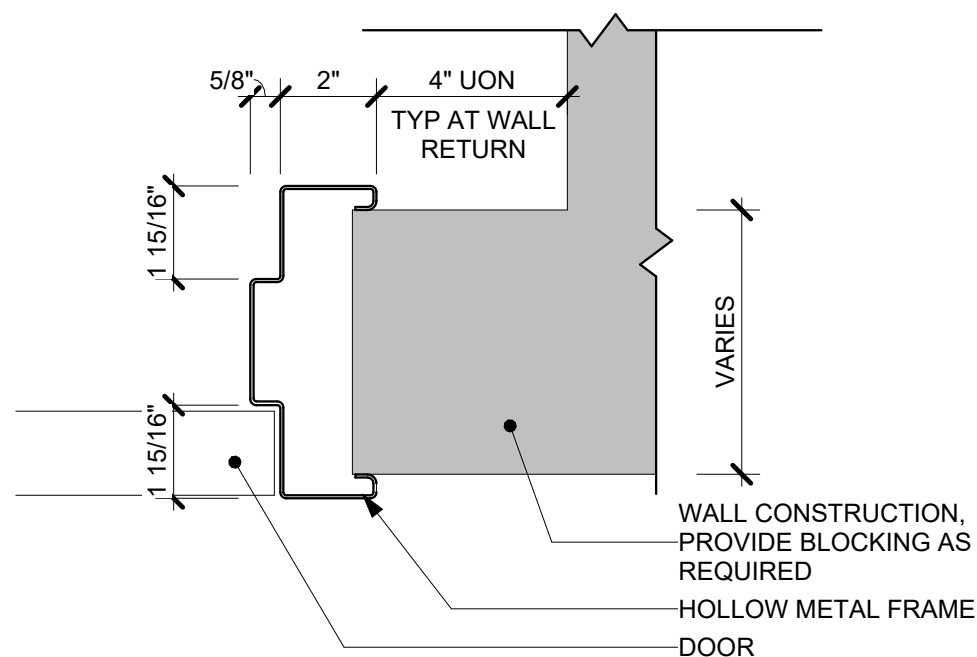 5/8"
2"
4" UON
TYP AT WALL
RETURN
1 15/16"
1 15/16"
VARIES
WALL CONSTRUCTION,
PROVIDE BLOCKING AS
REQUIRED
HOLLOW METAL FRAME
DOOR